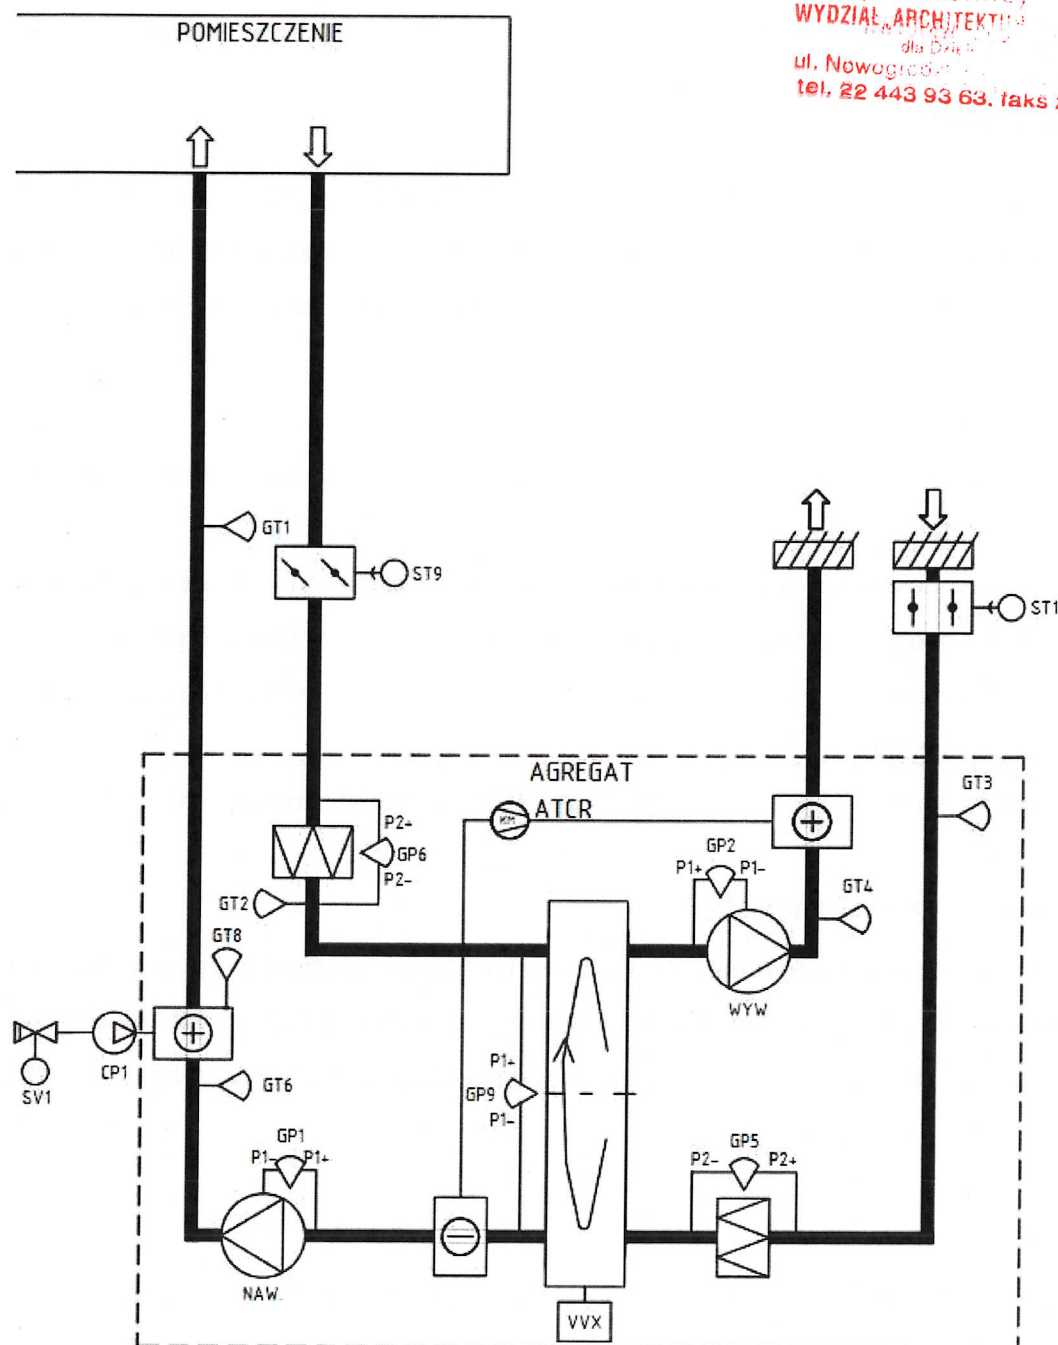 POMIESZCZENIE
WYDZIAŁ ARCHITEKTU
dla
ul.
tel. 22 443 93 63. faks
GT1
ST9
ST1
AGREGAT
ATCR
KM
GT3
P2+
GP6
P2-
GP2
P1+
P1-
GT2
GT4
GT8
WYW
SV1
CP1
GT6
P1+
GP9
P1-
GP1
P1-
P1+
GP5
P2-
P2+
NAW.
VVX